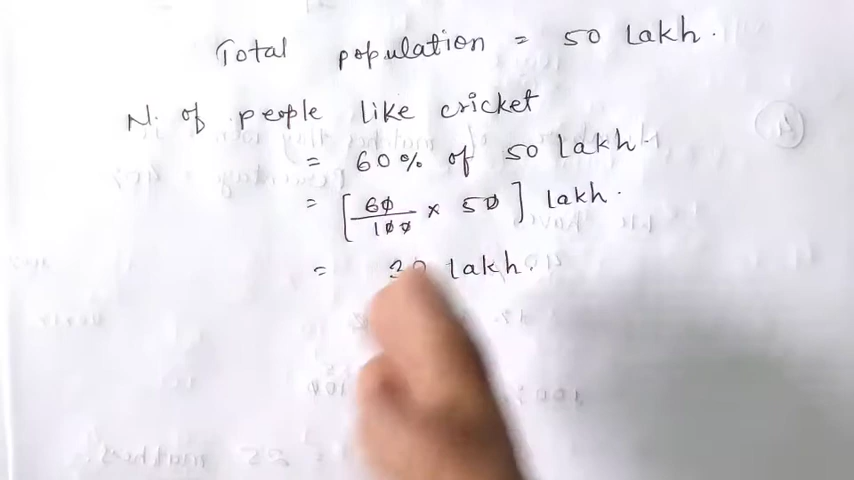 Total population = 50 Lakh.
N. of people like cricket
= 60% of 50 Lakh.
= [60/100 × 50] lakh.
= 30 lakh.